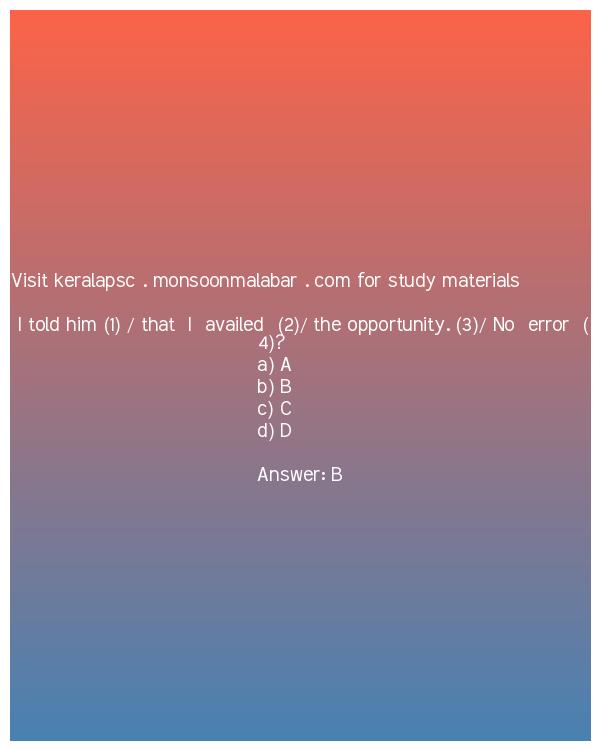 Visit keralapsc . monsoonmalabar . com for study materials
I told him (1) / that I availed (2)/ the opportunity. (3)/ No error (
4)?
a) A
b) B
c) C
d) D
Answer: B